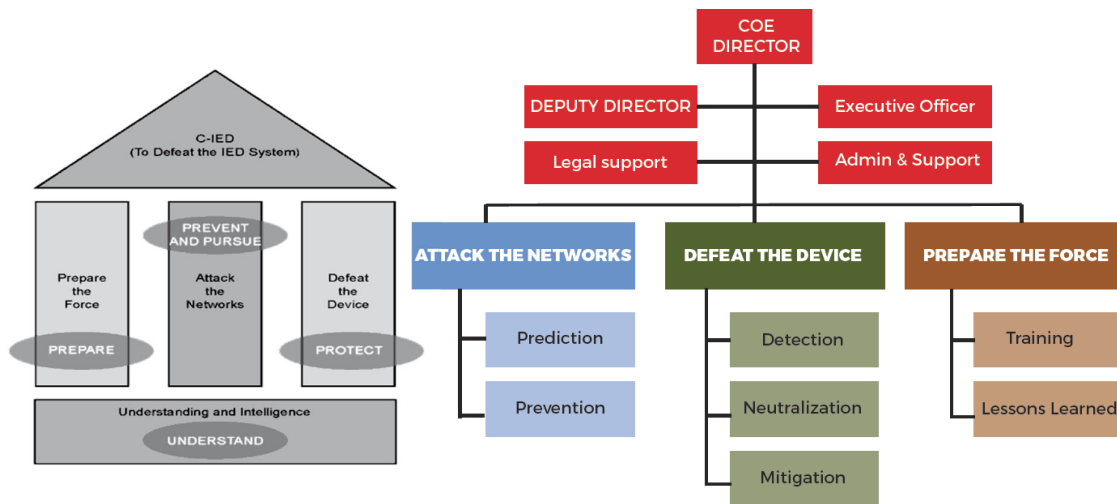 C-IED
(To Defeat the IED System)
PREVENT
AND PURSUE
Prepare
the
Force
Attack
the
Networks
Defeat
the
Device
PREPARE
PROTECT
Understanding and Intelligence
UNDERSTAND
COE
DIRECTOR
DEPUTY DIRECTOR
Executive Officer
Legal support
Admin & Support
ATTACK THE NETWORKS
DEFEAT THE DEVICE
PREPARE THE FORCE
Prediction
Prevention
Detection
Neutralization
Mitigation
Training
Lessons Learned